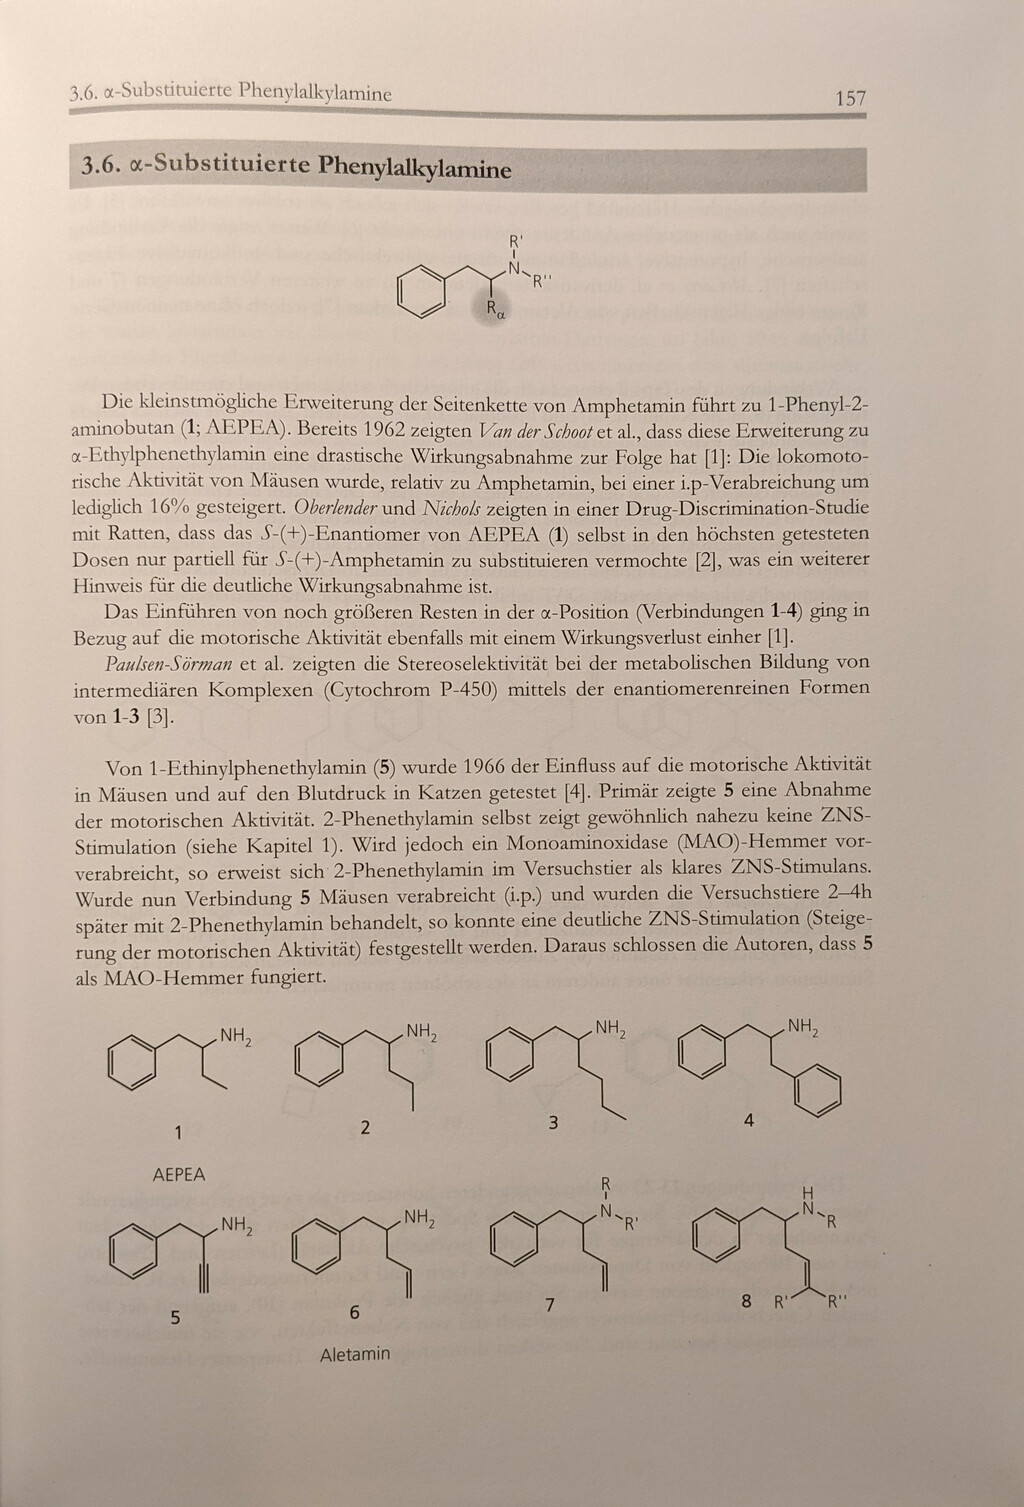 3.6. α-Substituierte Phenylalkylamine 157
3.6. α-Substituierte Phenylalkylamine
R'
N
R''
Rα
Die kleinstmögliche Erweiterung der Seitenkette von Amphetamin führt zu 1-Phenyl-2-
aminobutan (1; AEPEA). Bereits 1962 zeigten Van der Schoot et al., dass diese Erweiterung zu
α-Ethylphenethylamin eine drastische Wirkungsabnahme zur Folge hat [1]: Die lokomoto-
rische Aktivität von Mäusen wurde, relativ zu Amphetamin, bei einer i.p-Verabreichung um
lediglich 16% gesteigert. Oberlender und Nichols zeigten in einer Drug-Discrimination-Studie
mit Ratten, dass das S-(+)-Enantiomer von AEPEA (1) selbst in den höchsten getesteten
Dosen nur partiell für S-(+)-Amphetamin zu substituieren vermochte [2], was ein weiterer
Hinweis für die deutliche Wirkungsabnahme ist.
Das Einführen von noch größeren Resten in der α-Position (Verbindungen 1-4) ging in
Bezug auf die motorische Aktivität ebenfalls mit einem Wirkungsverlust einher [1].
Paulsen-Sörman et al. zeigten die Stereoselektivität bei der metabolischen Bildung von
intermediären Komplexen (Cytochrom P-450) mittels der enantiomerenreinen Formen
von 1-3 [3].
Von 1-Ethinylphenethylamin (5) wurde 1966 der Einfluss auf die motorische Aktivität
in Mäusen und auf den Blutdruck in Katzen getestet [4]. Primär zeigte 5 eine Abnahme
der motorischen Aktivität. 2-Phenethylamin selbst zeigt gewöhnlich nahezu keine ZNS-
Stimulation (siehe Kapitel 1). Wird jedoch ein Monoaminoxidase (MAO)-Hemmer vor-
verabreicht, so erweist sich 2-Phenethylamin im Versuchstier als klares ZNS-Stimulans.
Wurde nun Verbindung 5 Mäusen verabreicht (i.p.) und wurden die Versuchstiere 2–4h
später mit 2-Phenethylamin behandelt, so konnte eine deutliche ZNS-Stimulation (Steige-
rung der motorischen Aktivität) festgestellt werden. Daraus schlossen die Autoren, dass 5
als MAO-Hemmer fungiert.
NH2 NH2 NH2 NH2
1 2 3 4
AEPEA
R H
NH2 NH2 N R' N R
5 6 7 8 R' R''
Aletamin